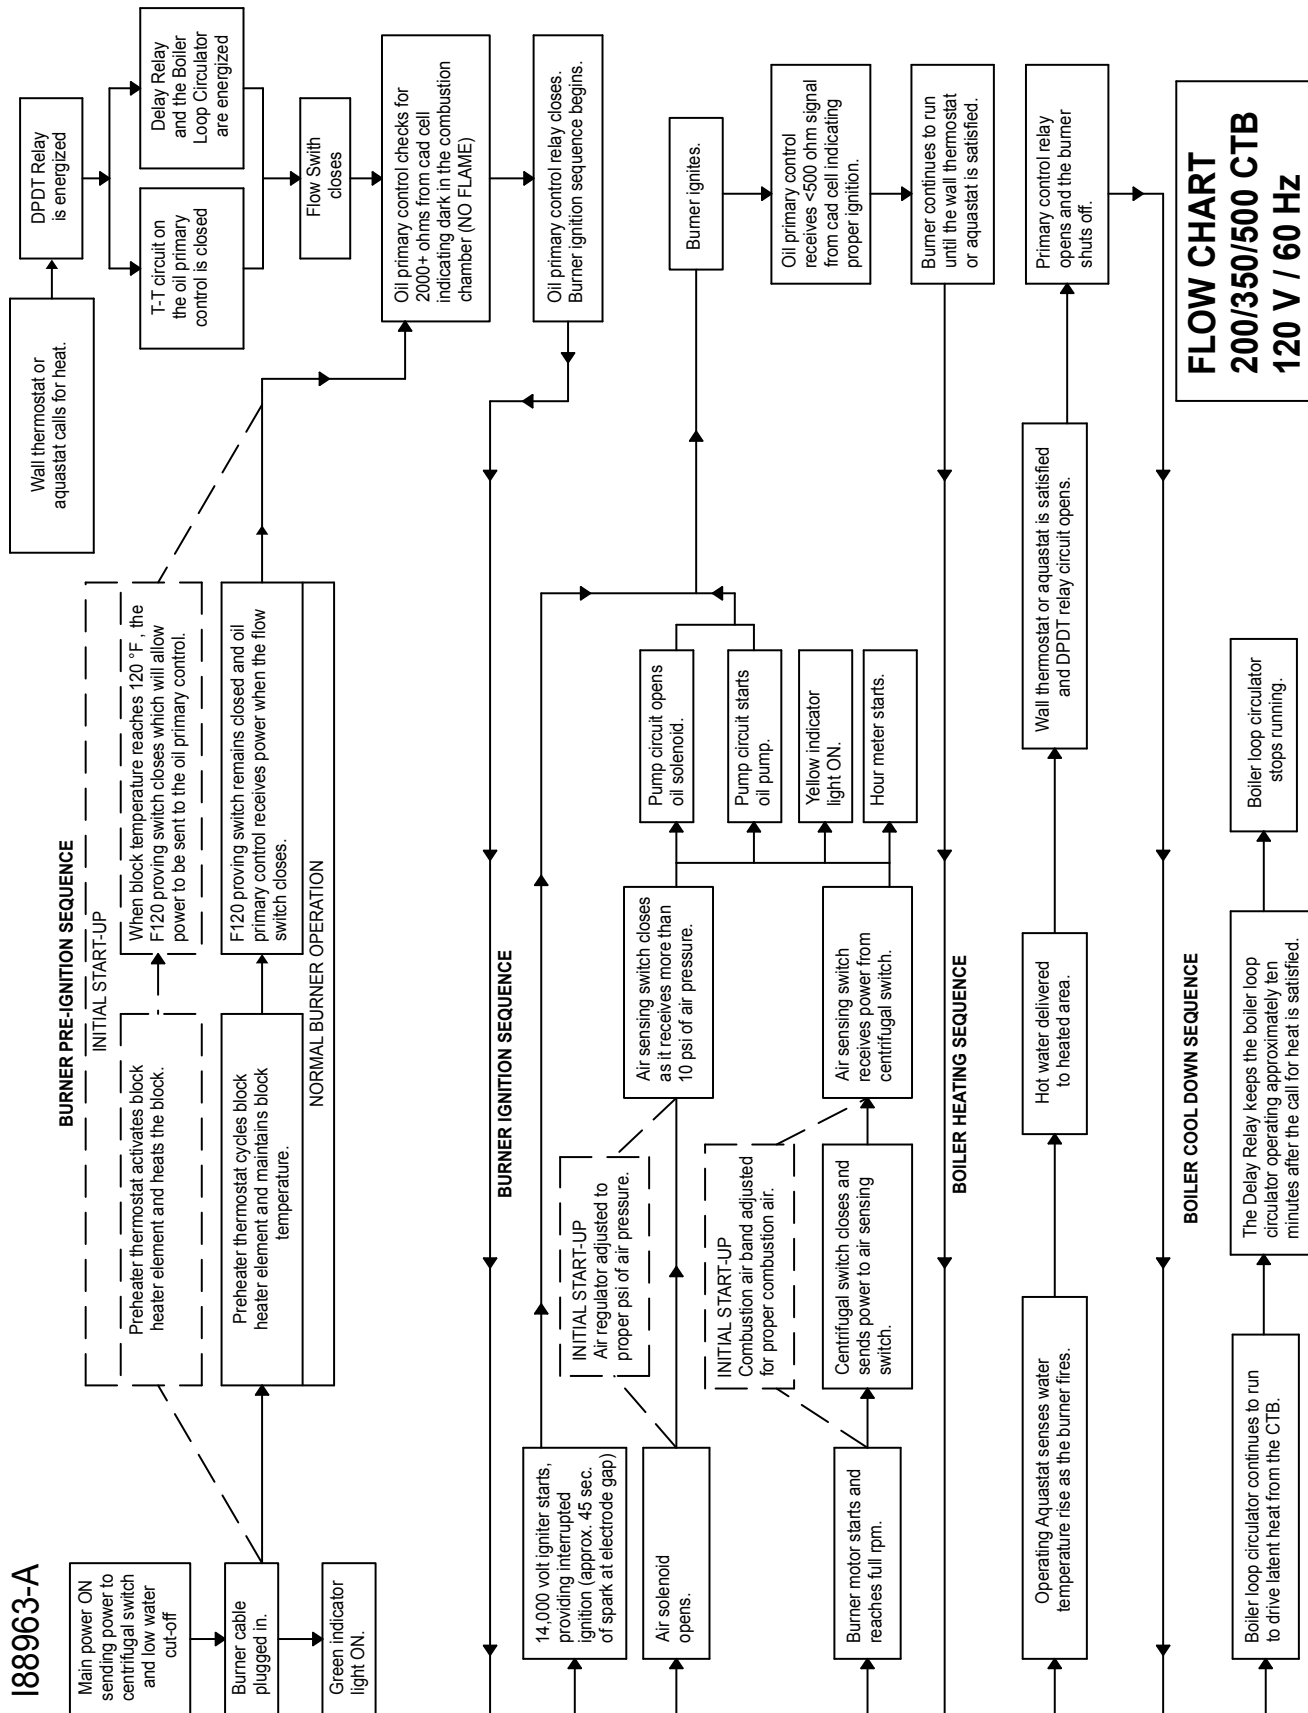 I88963-A
BURNER PRE-IGNITION SEQUENCE
INITIAL START-UP
Main power ON
sending power to
centrifugal switch
and low water
cut-off
Burner cable
plugged in.
Green indicator
light ON.
Preheater thermostat activates block
heater element and heats the block.
When block temperature reaches 120 °F , the
F120 proving switch closes which will allow
power to be sent to the oil primary control.
Preheater thermostat cycles block
heater element and maintains block
temperature.
F120 proving switch remains closed and oil
primary control receives power when the flow
switch closes.
NORMAL BURNER OPERATION
Wall thermostat or
aquastat calls for heat.
DPDT Relay
is energized
T-T circuit on
the oil primary
control is closed
Delay Relay
and the Boiler
Loop Circulator
are energized
Flow Swith
closes
Oil primary control checks for
2000+ ohms from cad cell
indicating dark in the combustion
chamber (NO FLAME)
Oil primary control relay closes.
Burner ignition sequence begins.
BURNER IGNITION SEQUENCE
14,000 volt igniter starts,
providing interrupted
ignition (approx. 45 sec.
of spark at electrode gap)
Air solenoid
opens.
INITIAL START-UP
Air regulator adjusted to
proper psi of air pressure.
Air sensing switch closes
as it receives more than
10 psi of air pressure.
Burner motor starts and
reaches full rpm.
INITIAL START-UP
Combustion air band adjusted
for proper combustion air.
Centrifugal switch closes and
sends power to air sensing
switch.
Air sensing switch
receives power from
centrifugal switch.
Pump circuit opens
oil solenoid.
Pump circuit starts
oil pump.
Yellow indicator
light ON.
Hour meter starts.
Burner ignites.
Oil primary control
receives <500 ohm signal
from cad cell indicating
proper ignition.
Burner continues to run
until the wall thermostat
or aquastat is satisfied.
BOILER HEATING SEQUENCE
Operating Aquastat senses water
temperature rise as the burner fires.
Hot water delivered
to heated area.
Wall thermostat or aquastat is satisfied
and DPDT relay circuit opens.
Primary control relay
opens and the burner
shuts off.
BOILER COOL DOWN SEQUENCE
Boiler loop circulator continues to run
to drive latent heat from the CTB.
The Delay Relay keeps the boiler loop
circulator operating approximately ten
minutes after the call for heat is satisfied.
Boiler loop circulator
stops running.
FLOW CHART
200/350/500 CTB
120 V / 60 Hz